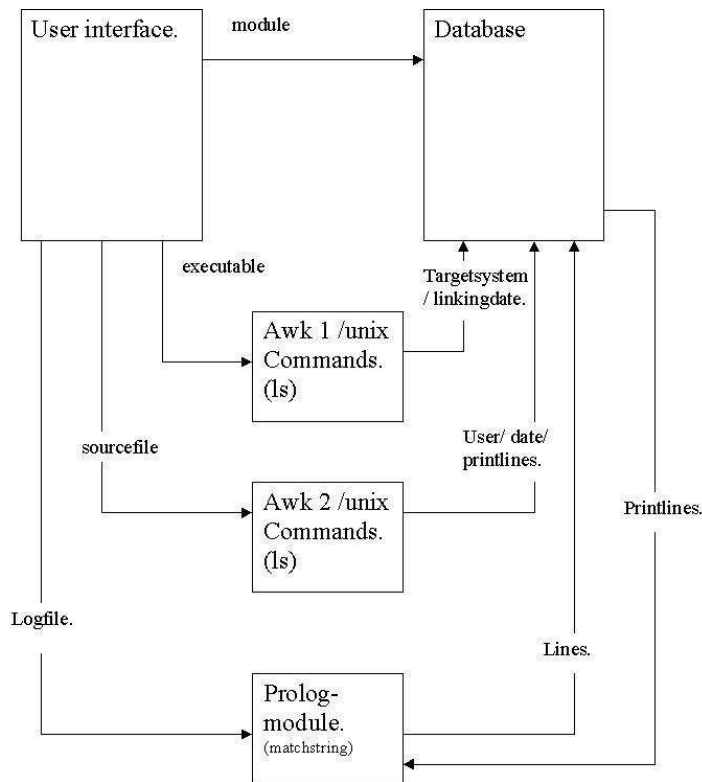 User interface.
module
Database
executable
Targetsystem
/ linkingdate.
Awk 1 /unix
Commands.
(ls)
sourcefile
User/ date/
printlines.
Awk 2 /unix
Commands.
(ls)
Printlines.
Logfile.
Lines.
Prolog-
module.
(matchstring)